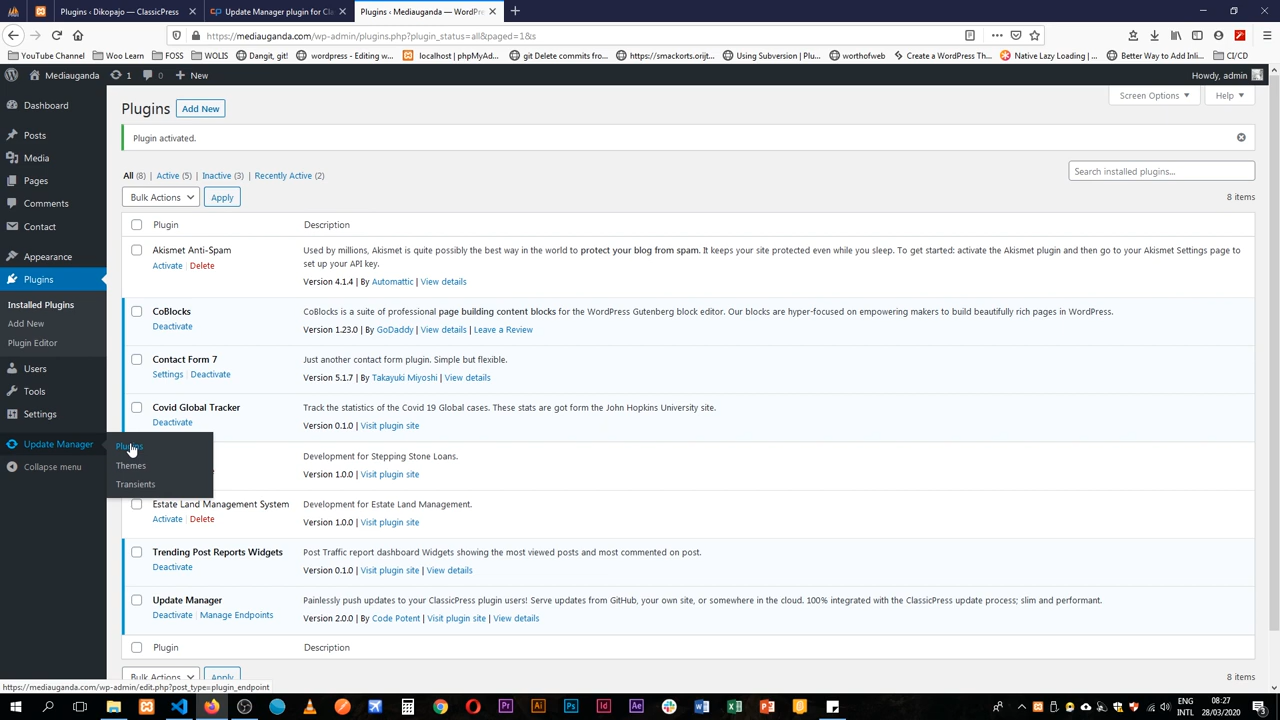 Plugins ‹ Dikopajo — ClassicPress
Update Manager plugin for Cl
Plugins ‹ Mediauganda — WordPre
https://mediauganda.com/wp-admin/plugins.php?plugin_status=all&paged=1&s
YouTube Channel
Woo Learn
FOSS
WOLIS
Dangit, git!
wordpress - Editing w...
localhost | phpMyAd...
git Delete commits fro...
https://smackorts.orijt...
Using Subversion | Plu...
worthofweb
Create a WordPress Th...
Native Lazy Loading | ...
Better Way to Add Inli...
CI/CD
Mediauganda
1
0
New
Howdy, admin
Dashboard
Posts
Media
Pages
Comments
Contact
Appearance
Plugins
Installed Plugins
Add New
Plugin Editor
Users
Tools
Settings
Update Manager
Collapse menu
Plugins
Themes
Transients
Plugins
Add New
Screen Options
Help
Plugin activated.
All (8) | Active (5) | Inactive (3) | Recently Active (2)
Search installed plugins...
Bulk Actions
Apply
8 items
Plugin
Description
Akismet Anti-Spam
Activate | Delete
Used by millions, Akismet is quite possibly the best way in the world to protect your blog from spam. It keeps your site protected even while you sleep. To get started: activate the Akismet plugin and then go to your Akismet Settings page to
set up your API key.
Version 4.1.4 | By Automattic | View details
CoBlocks
Deactivate
CoBlocks is a suite of professional page building content blocks for the WordPress Gutenberg block editor. Our blocks are hyper-focused on empowering makers to build beautifully rich pages in WordPress.
Version 1.23.0 | By GoDaddy | View details | Leave a Review
Contact Form 7
Settings | Deactivate
Just another contact form plugin. Simple but flexible.
Version 5.1.7 | By Takayuki Miyoshi | View details
Covid Global Tracker
Deactivate
Track the statistics of the Covid 19 Global cases. These stats are got form the John Hopkins University site.
Version 0.1.0 | Visit plugin site
Development for Stepping Stone Loans.
Version 1.0.0 | Visit plugin site
Estate Land Management System
Activate | Delete
Development for Estate Land Management.
Version 1.0.0 | Visit plugin site
Trending Post Reports Widgets
Deactivate
Post Traffic report dashboard Widgets showing the most viewed posts and most commented on post.
Version 0.1.0 | Visit plugin site | View details
Update Manager
Deactivate | Manage Endpoints
Painlessly push updates to your ClassicPress plugin users! Serve updates from GitHub, your own site, or somewhere in the cloud. 100% integrated with the ClassicPress update process; slim and performant.
Version 2.0.0 | By Code Potent | Visit plugin site | View details
Plugin
Description
Bulk Actions
Apply
8 items
https://mediauganda.com/wp-admin/edit.php?post_type=plugin_endpoint
ENG
INTL
08:27
28/03/2020